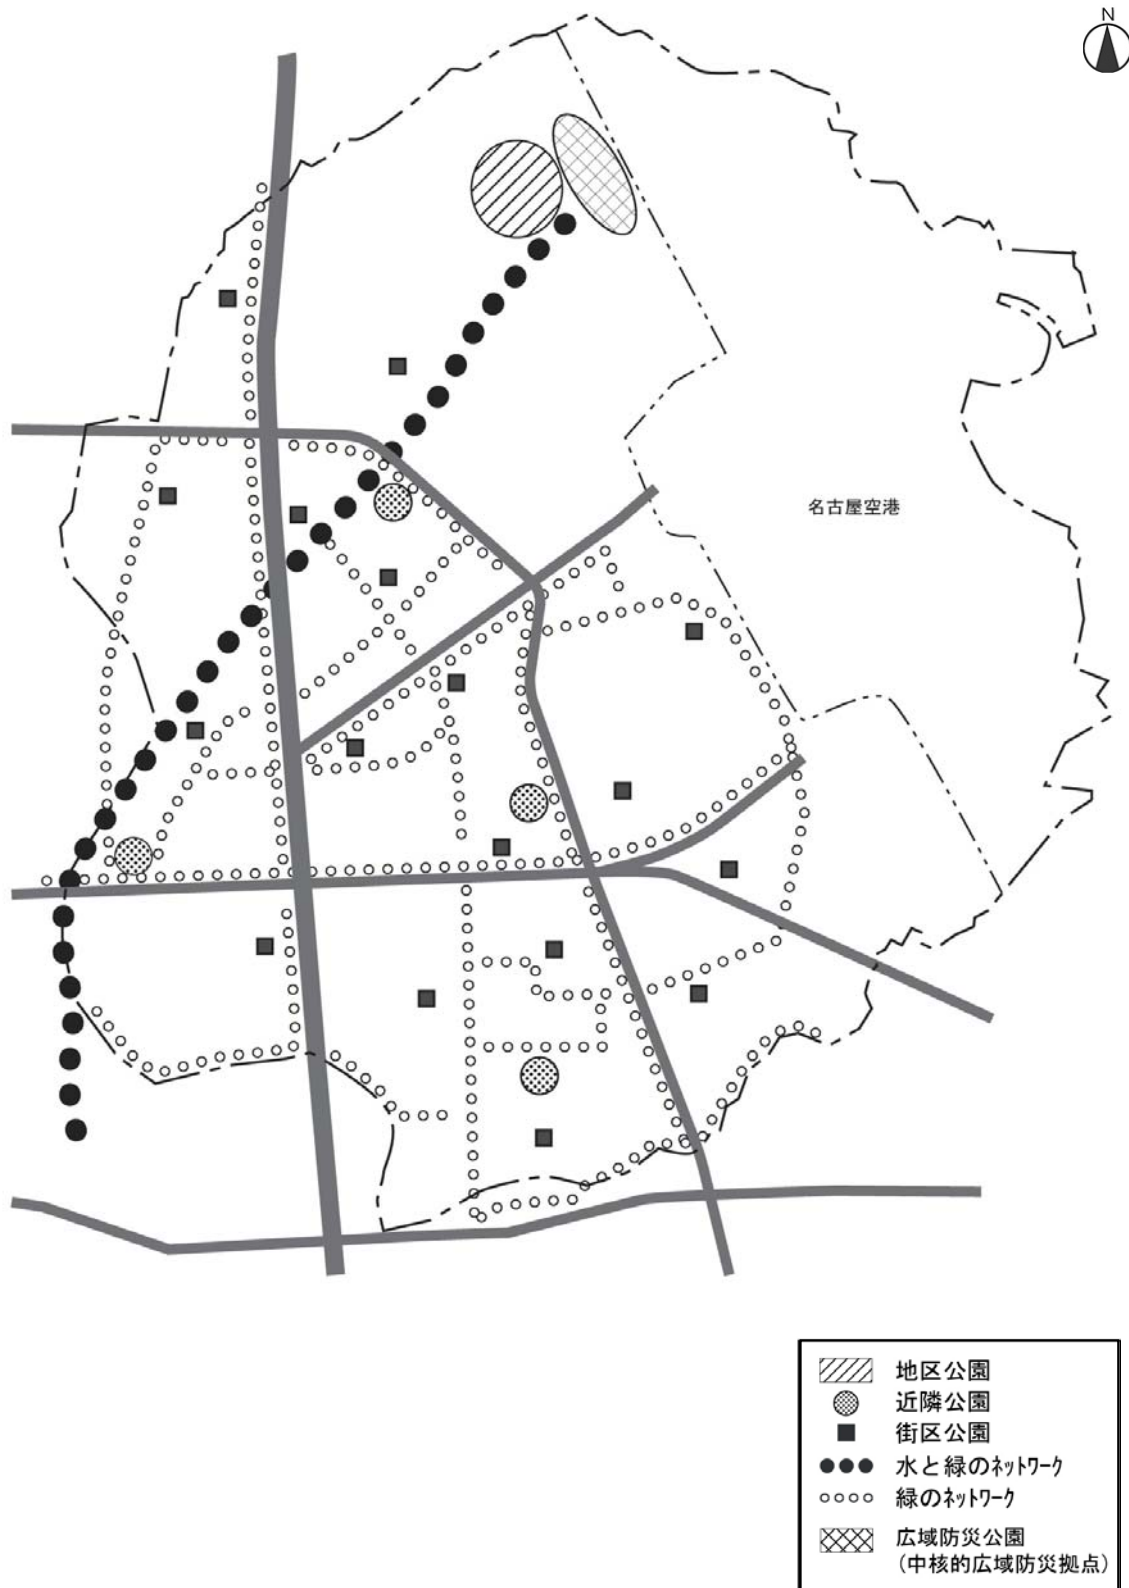 N
名古屋空港
地区公園
近隣公園
街区公園
水と緑のﾈｯﾄﾜｰｸ
緑のﾈｯﾄﾜｰｸ
広域防災公園
(中核的広域防災拠点)